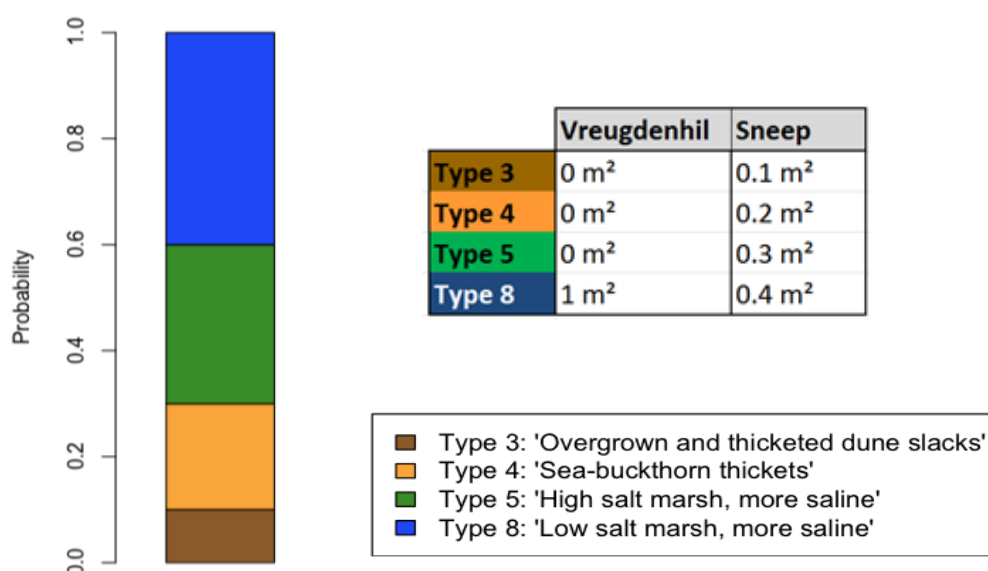 1.0
0.8
0.6
0.4
0.2
0.0
Probability
Vreugdenhil Sneep
Type 3 0 m² 0.1 m²
Type 4 0 m² 0.2 m²
Type 5 0 m² 0.3 m²
Type 8 1 m² 0.4 m²
Type 3: 'Overgrown and thicketed dune slacks'
Type 4: 'Sea-buckthorn thickets'
Type 5: 'High salt marsh, more saline'
Type 8: 'Low salt marsh, more saline'